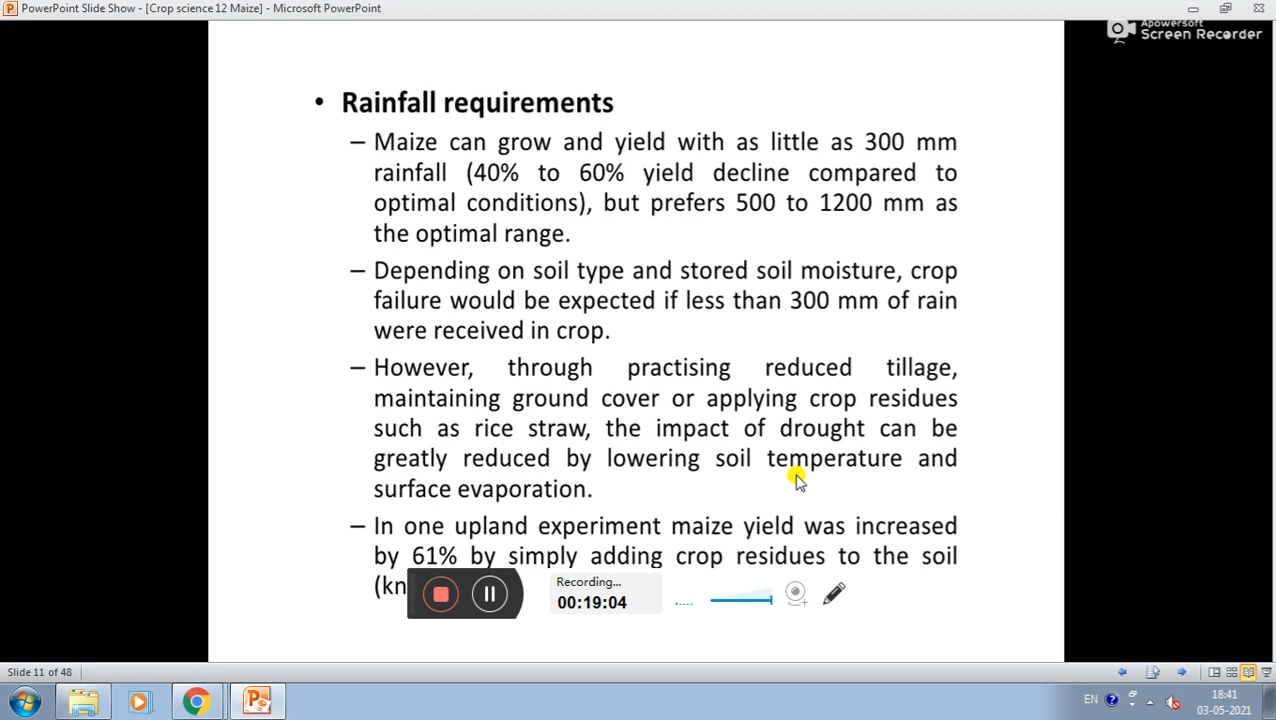 PowerPoint Slide Show - [Crop science 12 Maize] - Microsoft PowerPoint
Apowersoft
Screen Recorder
• Rainfall requirements
– Maize can grow and yield with as little as 300 mm
rainfall (40% to 60% yield decline compared to
optimal conditions), but prefers 500 to 1200 mm as
the optimal range.
– Depending on soil type and stored soil moisture, crop
failure would be expected if less than 300 mm of rain
were received in crop.
– However, through practising reduced tillage,
maintaining ground cover or applying crop residues
such as rice straw, the impact of drought can be
greatly reduced by lowering soil temperature and
surface evaporation.
– In one upland experiment maize yield was increased
by 61% by simply adding crop residues to the soil
Recording...
00:19:04
Slide 11 of 48
EN
18:41
03-05-2021